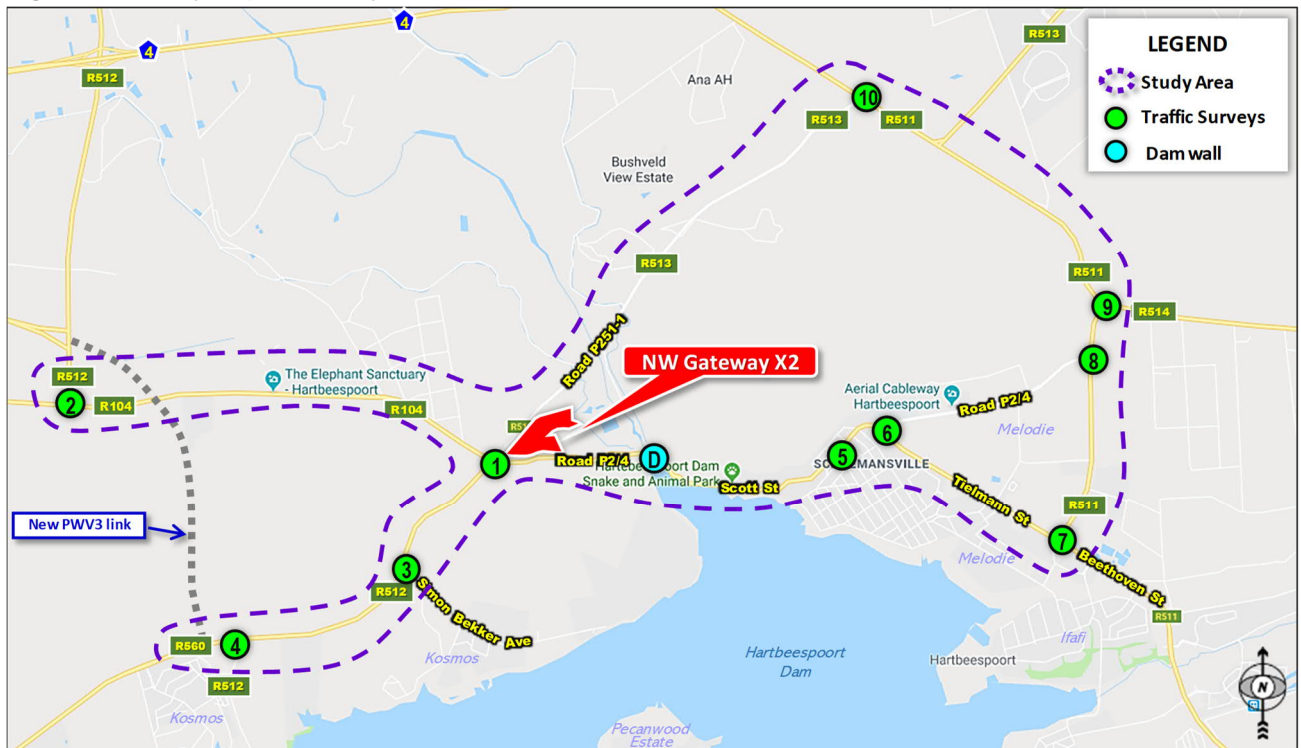 4
4
R512
R513
Ana AH
LEGEND
Study Area
Traffic Surveys
Dam wall
10
R513
R511
Bushveld
View Estate
R513
R511
9
R514
Road P251-1
NW Gateway X2
8
The Elephant Sanctuary
- Hartbeespoort
R512
2
R104
R104
Aerial Cableway
Hartbeespoort
Road P2/4
Melodie
6
5
1
Road P2/4
D
Snake and Animal Park
Scott St
Tielmann St
R511
New PWV3 link
7
Melodie
Beethoven St
3
R512
Simon Bekker Ave
R511
Ifafi
4
R560
R512
Kosmos
Kosmos
Hartbeespoort
Dam
Hartbeespoort
Pecanwood
Estate
N